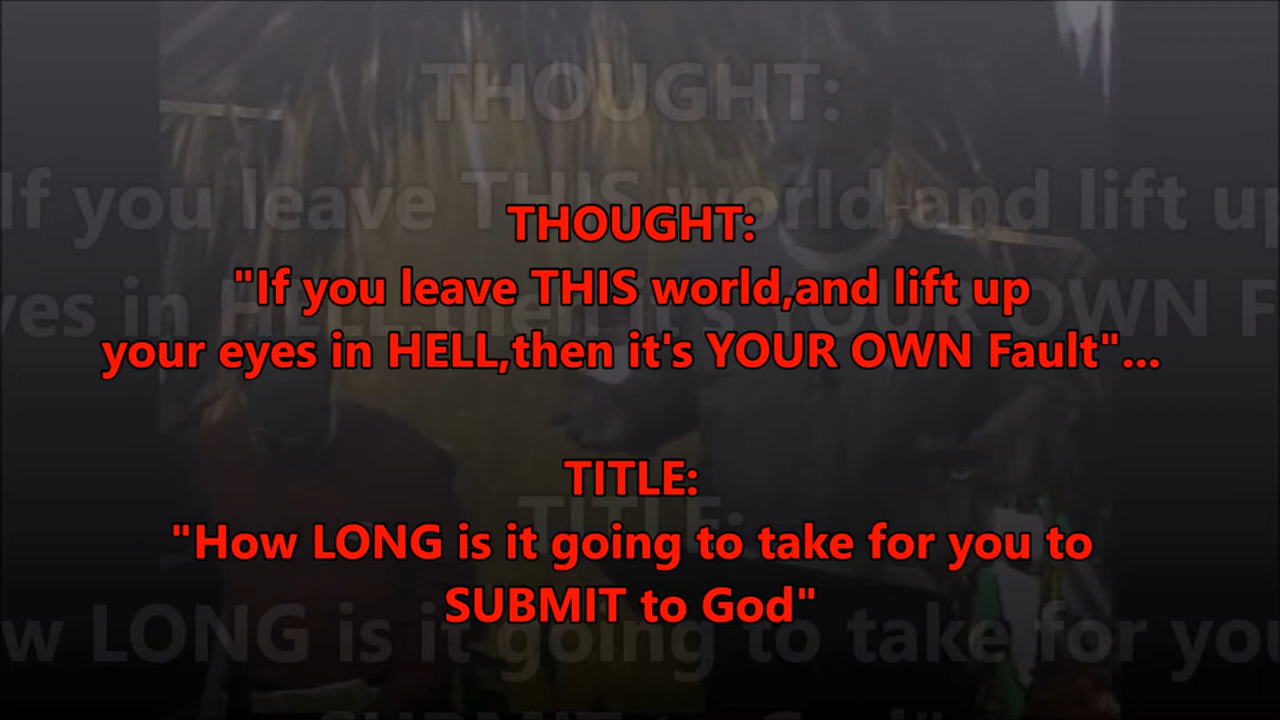 THOUGHT:
"If you leave THIS world,and lift up
your eyes in HELL,then it's YOUR OWN Fault"...
TITLE:
"How LONG is it going to take for you to
SUBMIT to God"